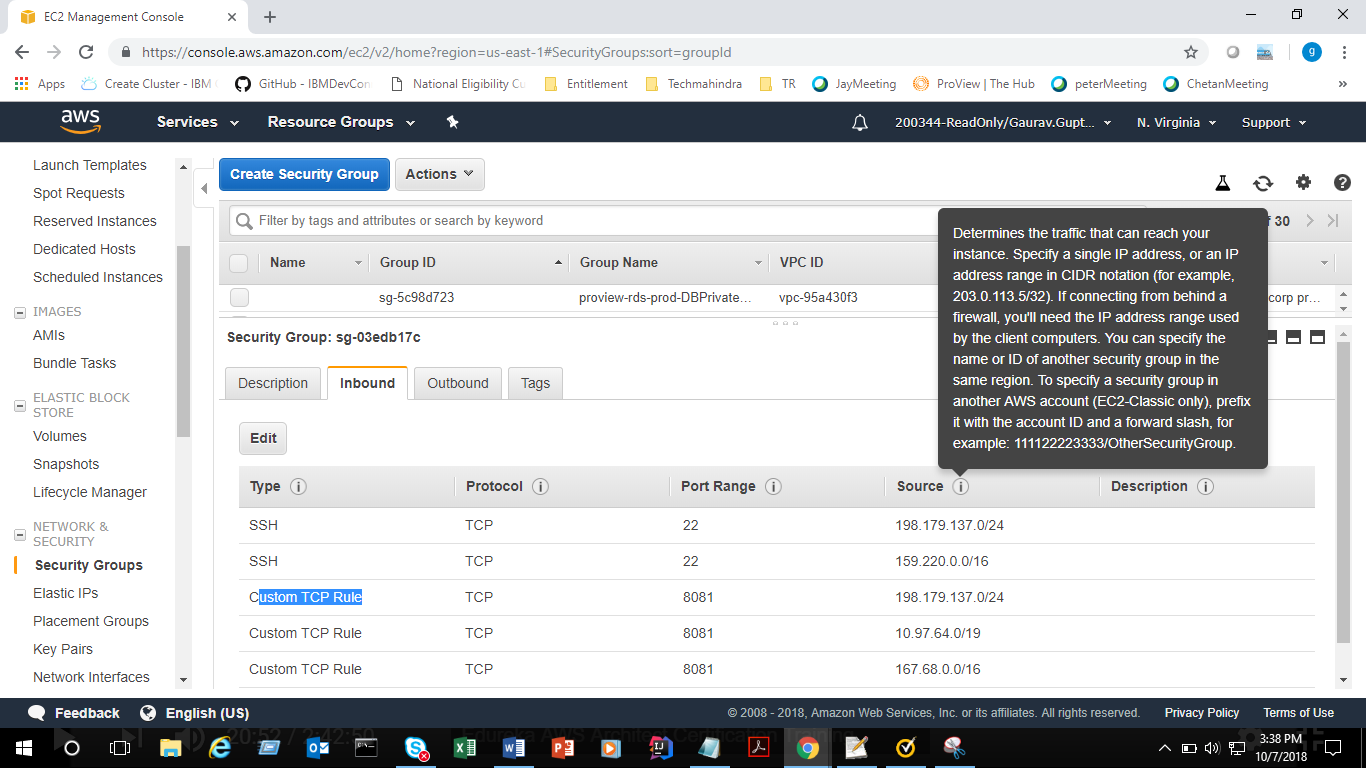 EC2 Management Console
https://console.aws.amazon.com/ec2/v2/home?region=us-east-1#SecurityGroups:sort=groupId
g
Apps Create Cluster - IBM GitHub - IBMDevCon National Eligibility Cu Entitlement Techmahindra TR JayMeeting ProView | The Hub peterMeeting ChetanMeeting »
aws Services Resource Groups 200344-ReadOnly/Gaurav.Gupt... N. Virginia Support
Launch Templates
Spot Requests
Reserved Instances
Dedicated Hosts
Scheduled Instances
IMAGES
AMIs
Bundle Tasks
ELASTIC BLOCK
STORE
Volumes
Snapshots
Lifecycle Manager
NETWORK &
SECURITY
Security Groups
Elastic IPs
Placement Groups
Key Pairs
Network Interfaces
Create Security Group Actions
Filter by tags and attributes or search by keyword
of 30
Name Group ID Group Name VPC ID
sg-5c98d723 proview-rds-prod-DBPrivate... vpc-95a430f3 corp pr...
Determines the traffic that can reach your
instance. Specify a single IP address, or an IP
address range in CIDR notation (for example,
203.0.113.5/32). If connecting from behind a
firewall, you'll need the IP address range used
by the client computers. You can specify the
name or ID of another security group in the
same region. To specify a security group in
another AWS account (EC2-Classic only), prefix
it with the account ID and a forward slash, for
example: 111122223333/OtherSecurityGroup.
Security Group: sg-03edb17c
Description Inbound Outbound Tags
Edit
Type Protocol Port Range Source Description
SSH TCP 22 198.179.137.0/24
SSH TCP 22 159.220.0.0/16
Custom TCP Rule TCP 8081 198.179.137.0/24
Custom TCP Rule TCP 8081 10.97.64.0/19
Custom TCP Rule TCP 8081 167.68.0.0/16
Feedback English (US) © 2008 - 2018, Amazon Web Services, Inc. or its affiliates. All rights reserved. Privacy Policy Terms of Use
3:38 PM
10/7/2018